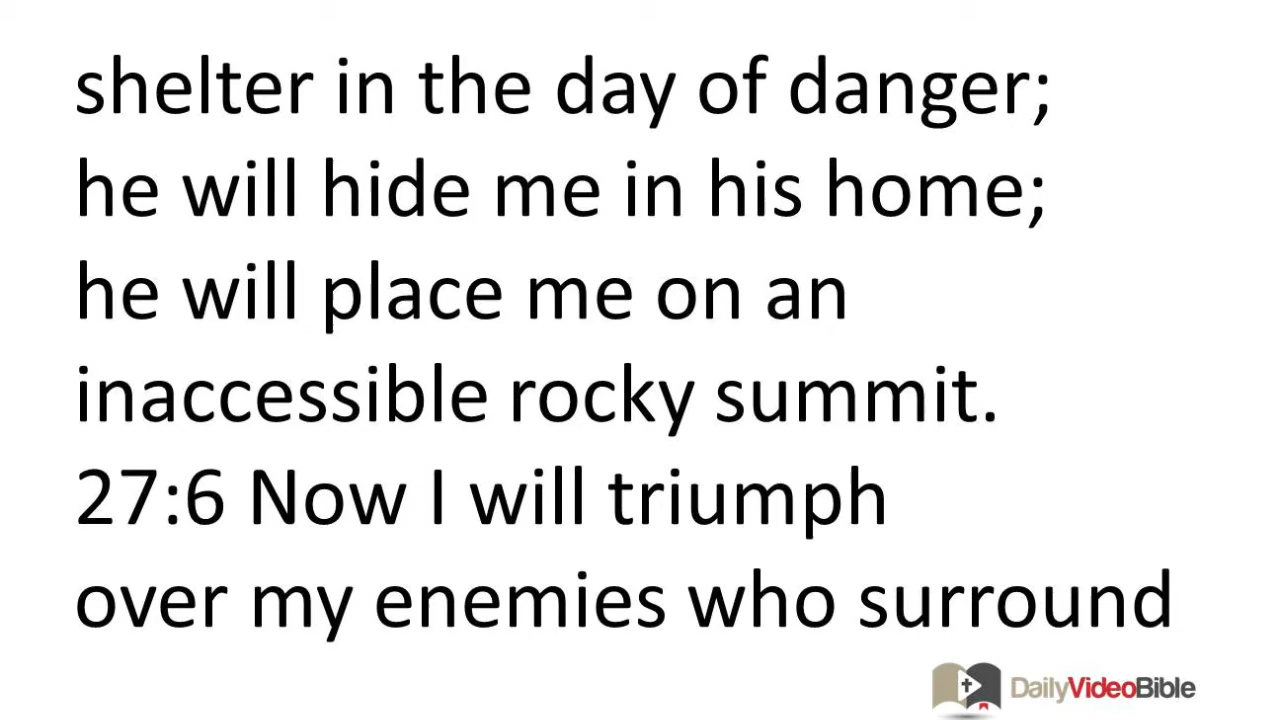 shelter in the day of danger;
he will hide me in his home;
he will place me on an
inaccessible rocky summit.
27:6 Now I will triumph
over my enemies who surround
DailyVideoBible